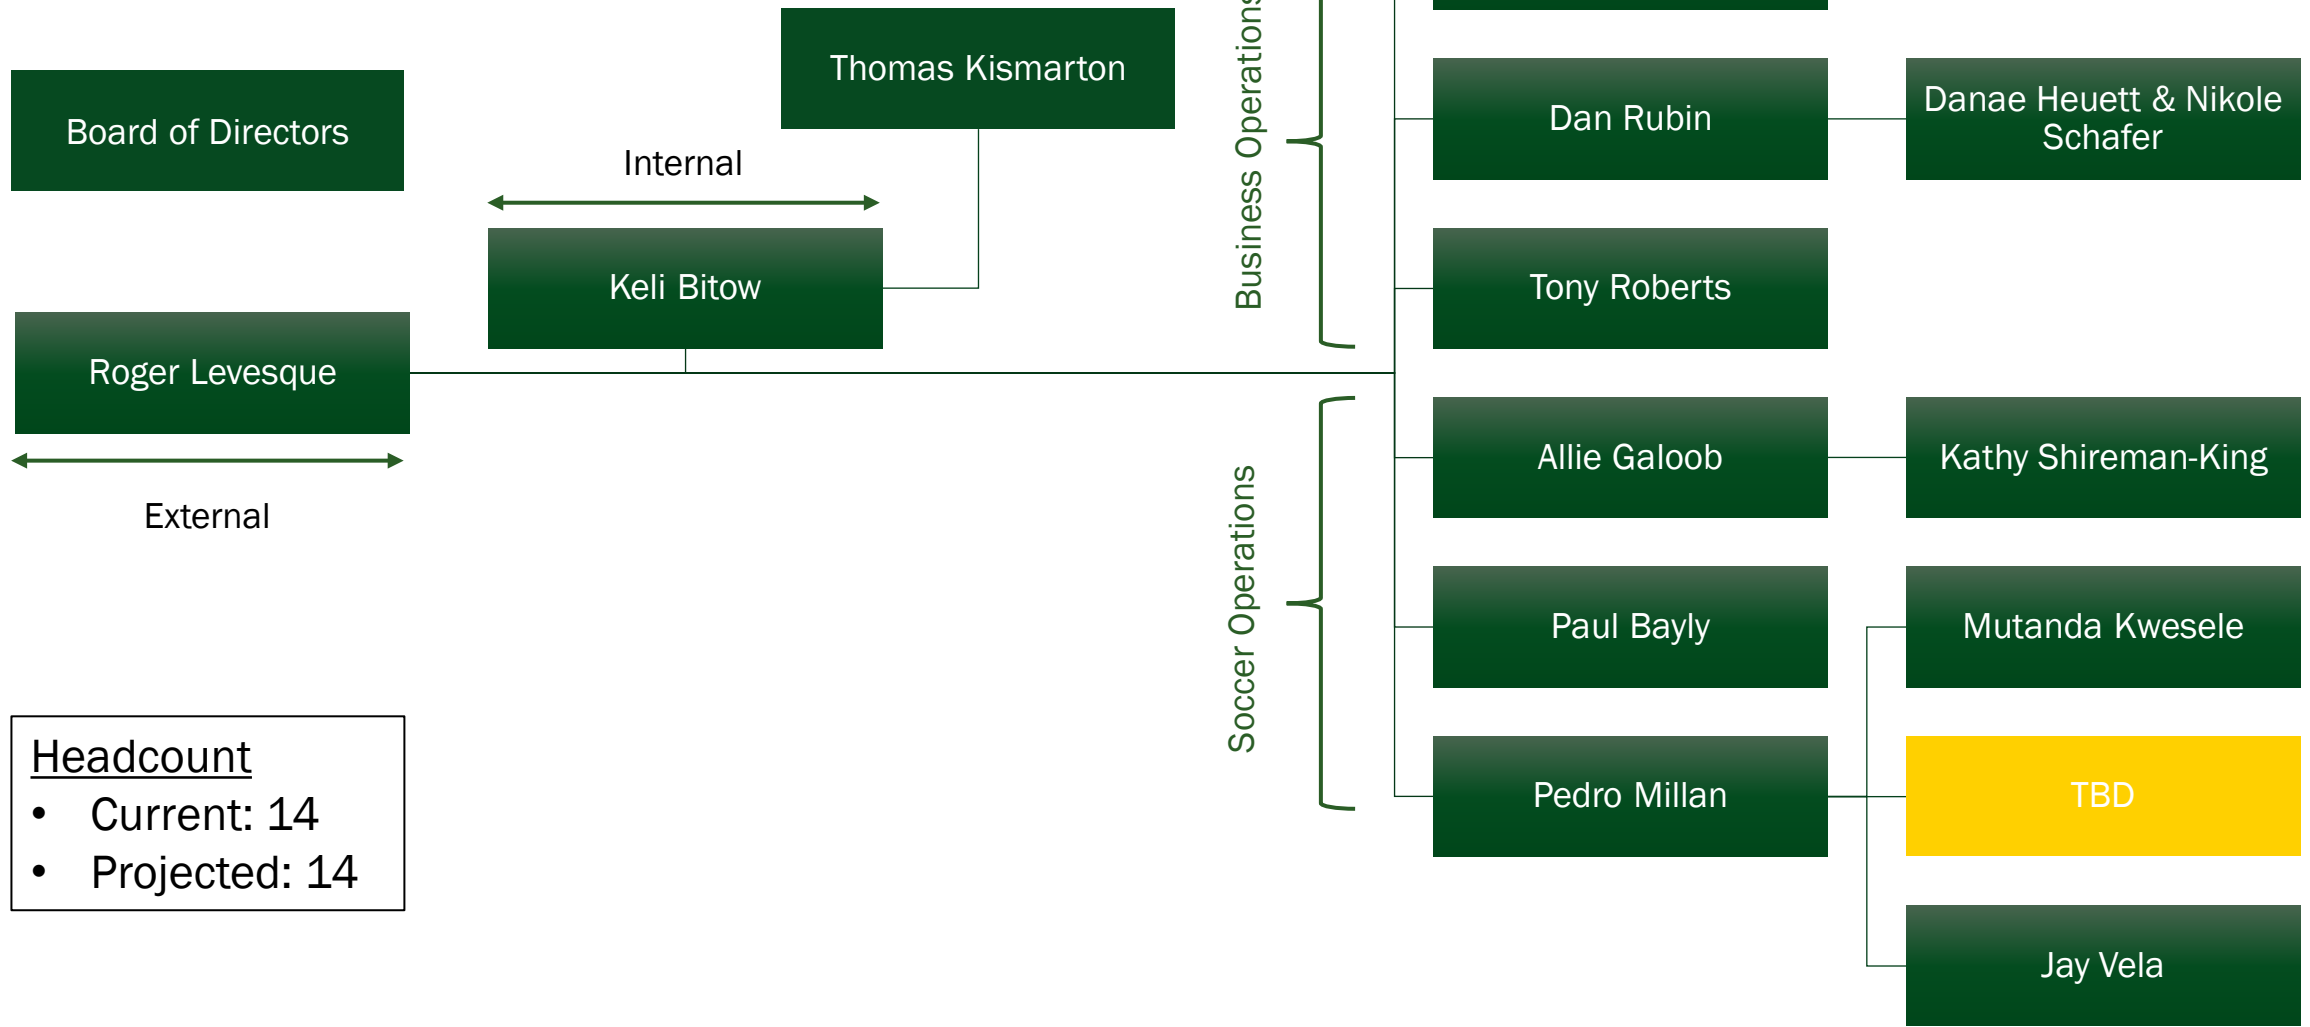 Board of Directors
Roger Levesque
External
Headcount
• Current: 14
• Projected: 14
Internal
Keli Bitow
Thomas Kismarton
Business Operations
Soccer Operations
Dan Rubin
Danae Heuett & Nikole
Schafer
Tony Roberts
Allie Galoob
Kathy Shireman-King
Paul Bayly
Mutanda Kwesele
Pedro Millan
TBD
Jay Vela